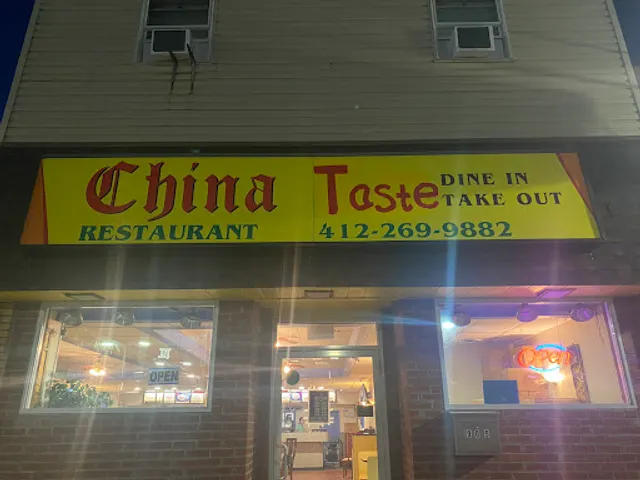 China Taste
DINE IN
TAKE OUT
RESTAURANT 412-269-9882
OPEN
Open